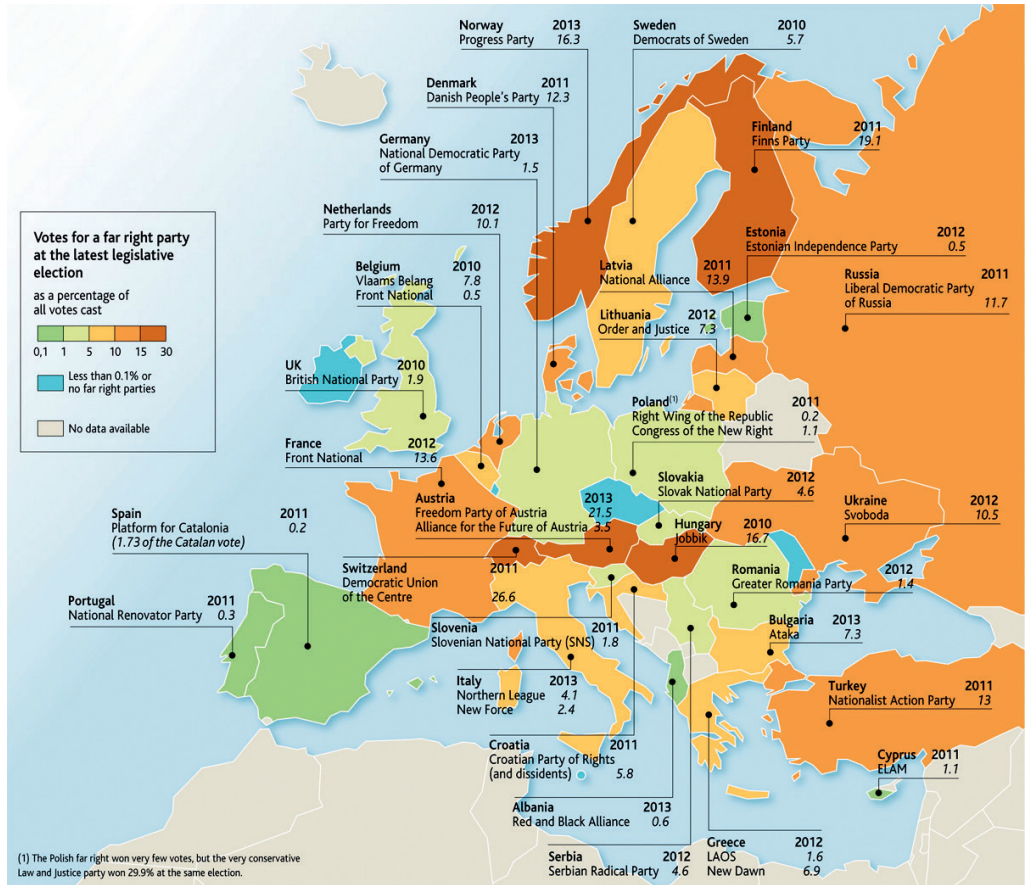 Norway 2013
Progress Party 16.3
Sweden 2010
Democrats of Sweden 5.7
Denmark 2011
Danish People's Party 12.3
Germany 2013
National Democratic Party
of Germany 1.5
Finland 2011
Finns Party 19.1
Netherlands 2012
Party for Freedom 10.1
Estonia 2012
Estonian Independence Party 0.5
Belgium 2010
Vlaams Belang 7.8
Front National 0.5
Latvia 2011
National Alliance 13.9
Russia 2011
Liberal Democratic Party
of Russia 11.7
Lithuania 2012
Order and Justice 7.3
Votes for a far right party
at the latest legislative
election
as a percentage of
all votes cast
0,1 1 5 10 15 30
Less than 0.1% or
no far right parties
No data available
UK 2010
British National Party 1.9
Poland(1) 2011
Right Wing of the Republic 0.2
Congress of the New Right 1.1
France 2012
Front National 13.6
Slovakia 2012
Slovak National Party 4.6
Austria 2013
Freedom Party of Austria 21.5
Alliance for the Future of Austria 3.5
Ukraine 2012
Svoboda 10.5
Spain 2011
Platform for Catalonia 0.2
(1.73 of the Catalan vote)
Hungary 2010
Jobbik 16.7
Switzerland 2011
Democratic Union
of the Centre 26.6
Romania 2012
Greater Romania Party 1.4
Portugal 2011
National Renovator Party 0.3
Slovenia 2011
Slovenian National Party (SNS) 1.8
Bulgaria 2013
Ataka 7.3
Italy 2013
Northern League 4.1
New Force 2.4
Turkey 2011
Nationalist Action Party 13
Croatia 2011
Croatian Party of Rights
(and dissidents) 5.8
Cyprus 2011
ELAM 1.1
Albania 2013
Red and Black Alliance 0.6
Serbia 2012
Serbian Radical Party 4.6
Greece 2012
LAOS 1.6
New Dawn 6.9
(1) The Polish far right won very few votes, but the very conservative
Law and Justice party won 29.9% at the same election.